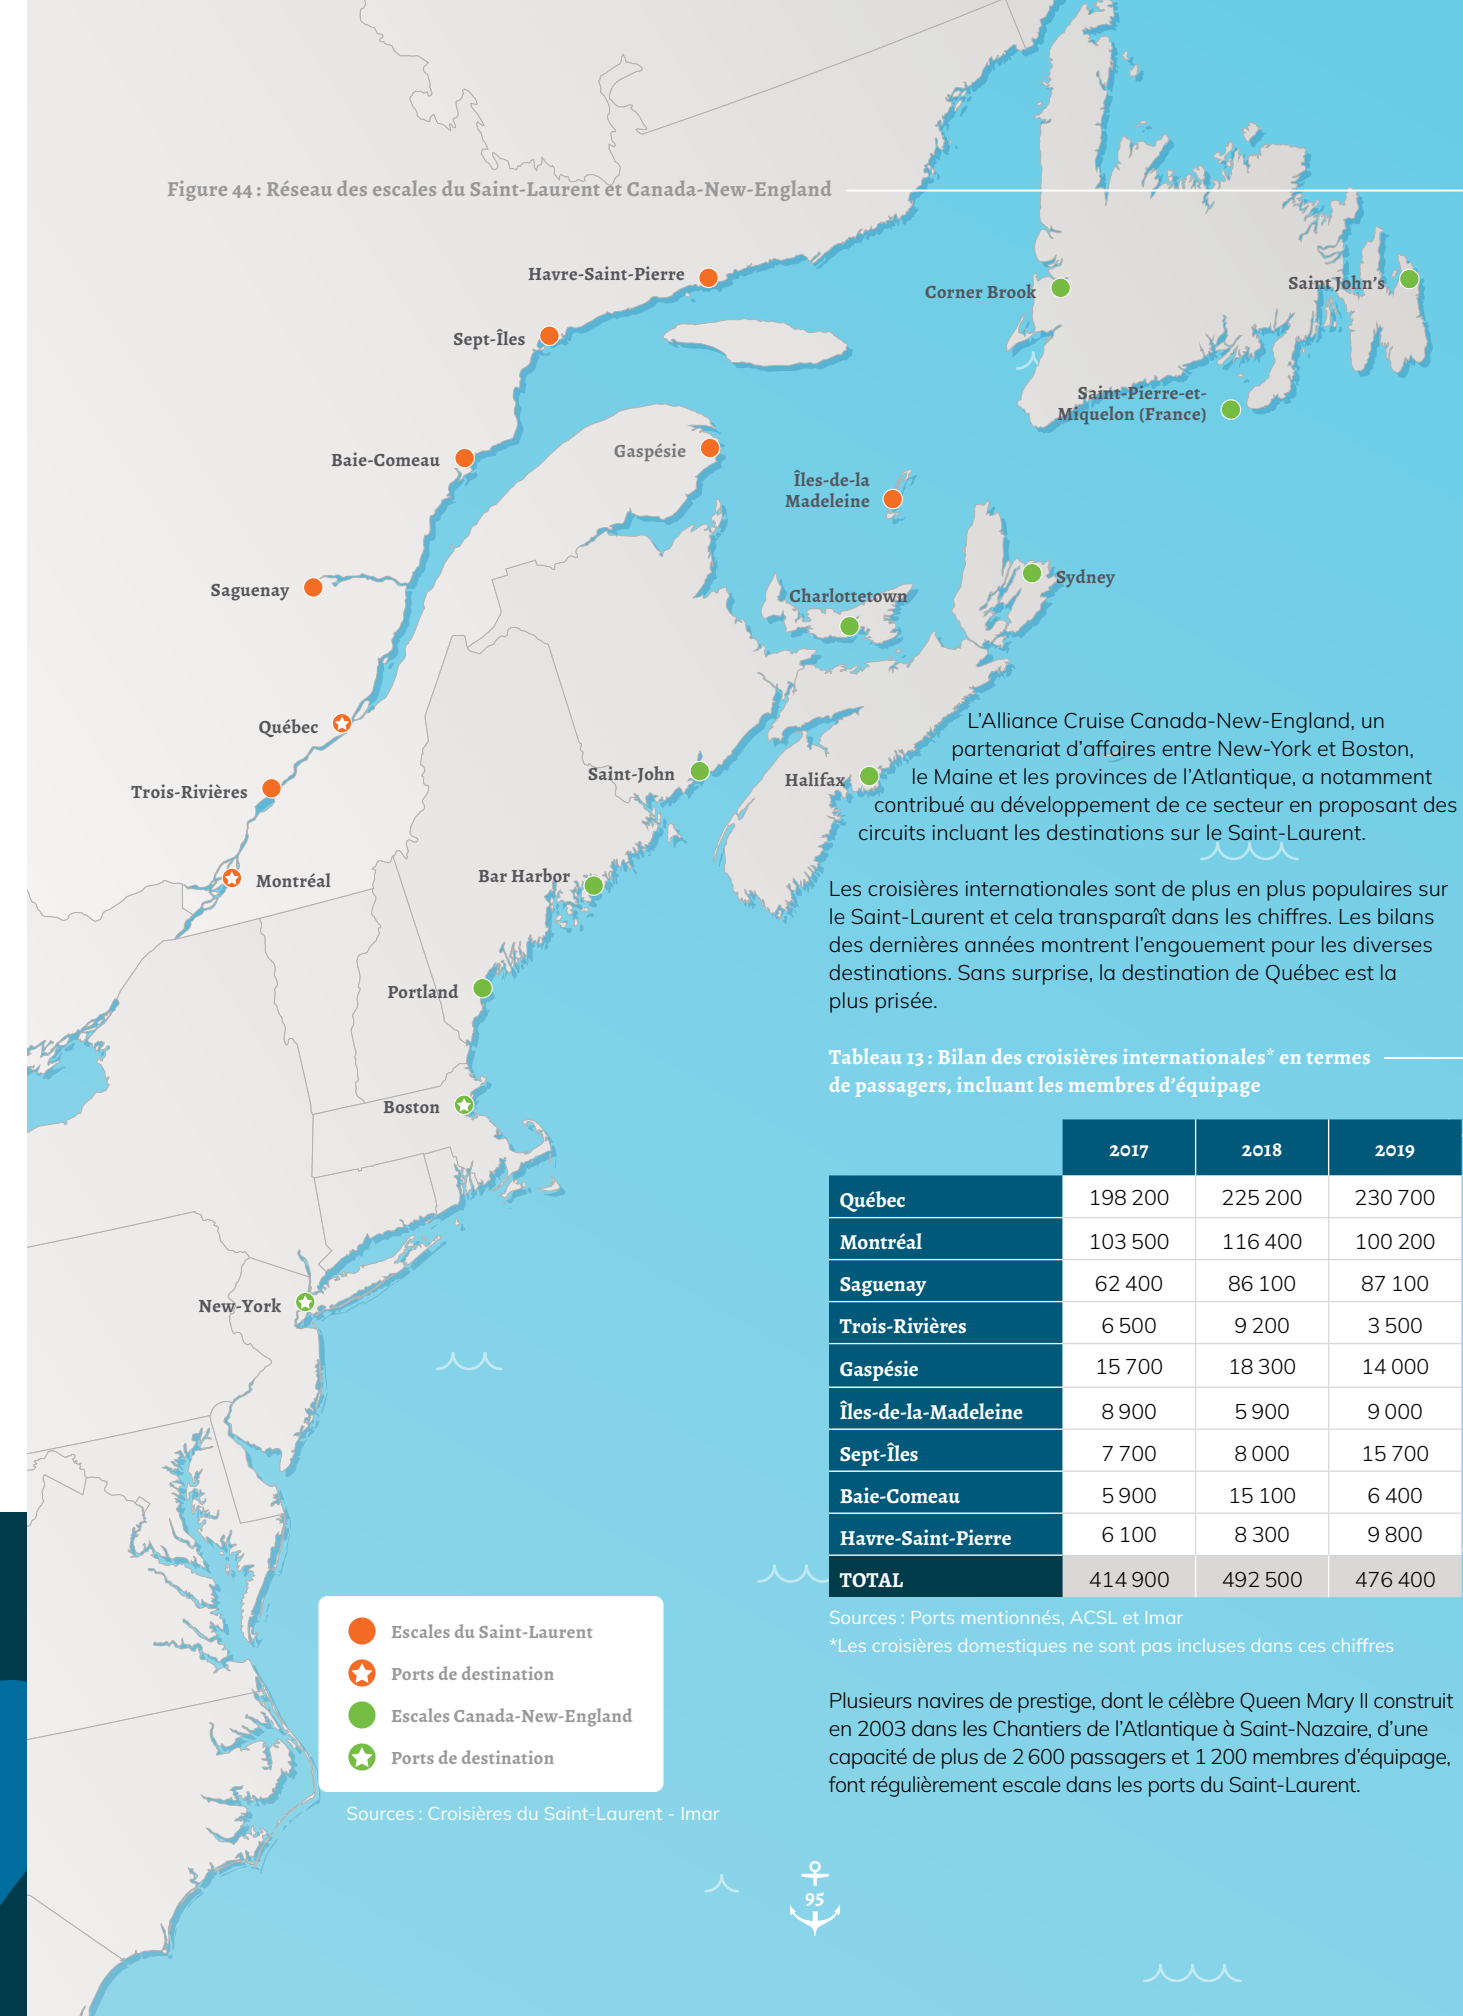 Figure 44 : Réseau des escales du Saint-Laurent et Canada-New-England
Havre-Saint-Pierre
Corner Brook
Saint John's
Sept-Îles
Saint-Pierre-et-
Miquelon (France)
Gaspésie
Baie-Comeau
Îles-de-la
Madeleine
Sydney
Saguenay
Charlottetown
Québec
Saint-John
Halifax
Trois-Rivières
Bar Harbor
Montréal
Portland
Boston
New-York
L'Alliance Cruise Canada-New-England, un
partenariat d'affaires entre New-York et Boston,
le Maine et les provinces de l'Atlantique, a notamment
contribué au développement de ce secteur en proposant des
circuits incluant les destinations sur le Saint-Laurent.
Les croisières internationales sont de plus en plus populaires sur
le Saint-Laurent et cela transparaît dans les chiffres. Les bilans
des dernières années montrent l'engouement pour les diverses
destinations. Sans surprise, la destination de Québec est la
plus prisée.
Tableau 13 : Bilan des croisières internationales* en termes
de passagers, incluant les membres d'équipage
2017 2018 2019
Québec 198 200 225 200 230 700
Montréal 103 500 116 400 100 200
Saguenay 62 400 86 100 87 100
Trois-Rivières 6 500 9 200 3 500
Gaspésie 15 700 18 300 14 000
Îles-de-la-Madeleine 8 900 5 900 9 000
Sept-Îles 7 700 8 000 15 700
Baie-Comeau 5 900 15 100 6 400
Havre-Saint-Pierre 6 100 8 300 9 800
TOTAL 414 900 492 500 476 400
Sources : Ports mentionnés, ACSL et Imar
*Les croisières domestiques ne sont pas incluses dans ces chiffres
Plusieurs navires de prestige, dont le célèbre Queen Mary II construit
en 2003 dans les Chantiers de l'Atlantique à Saint-Nazaire, d'une
capacité de plus de 2 600 passagers et 1 200 membres d'équipage,
font régulièrement escale dans les ports du Saint-Laurent.
Escales du Saint-Laurent
Ports de destination
Escales Canada-New-England
Ports de destination
Sources : Croisières du Saint-Laurent - Imar
95